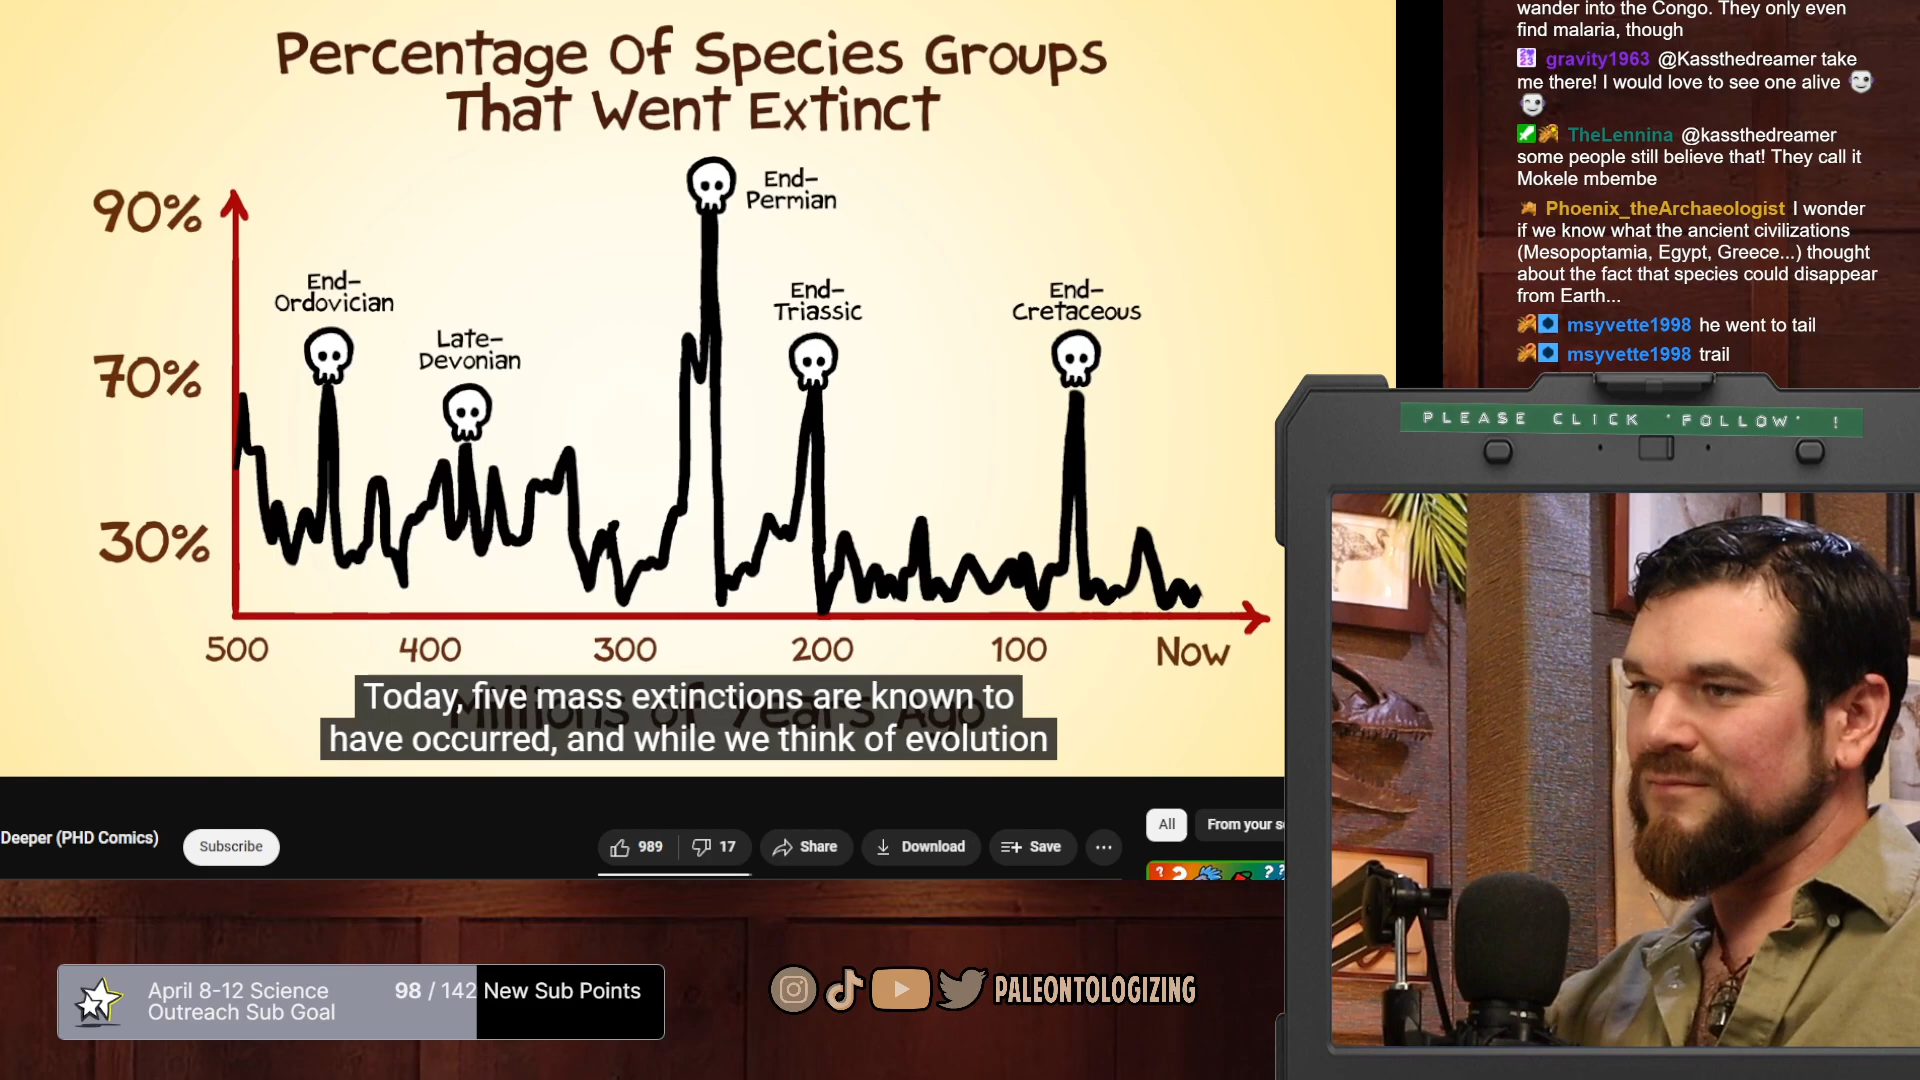 Percentage Of Species Groups
That Went Extinct
90%
70%
30%
End-
Ordovician
Late-
Devonian
End-
Permian
End-
Triassic
End-
Cretaceous
500
400
300
200
100
Now
Millions of Years Ago
Today, five mass extinctions are known to
have occurred, and while we think of evolution
Deeper (PHD Comics)
Subscribe
989
17
Share
Download
Save
All
From your s
April 8-12 Science
Outreach Sub Goal
98 / 142 New Sub Points
PALEONTOLOGIZING
wander into the Congo. They only even
find malaria, though
gravity1963 @Kassthedreamer take
me there! I would love to see one alive
TheLennina @kassthedreamer
some people still believe that! They call it
Mokele mbembe
Phoenix_theArchaeologist I wonder
if we know what the ancient civilizations
(Mesopoptamia, Egypt, Greece...) thought
about the fact that species could disappear
from Earth...
msyvette1998 he went to tail
msyvette1998 trail
PLEASE CLICK 'FOLLOW' !